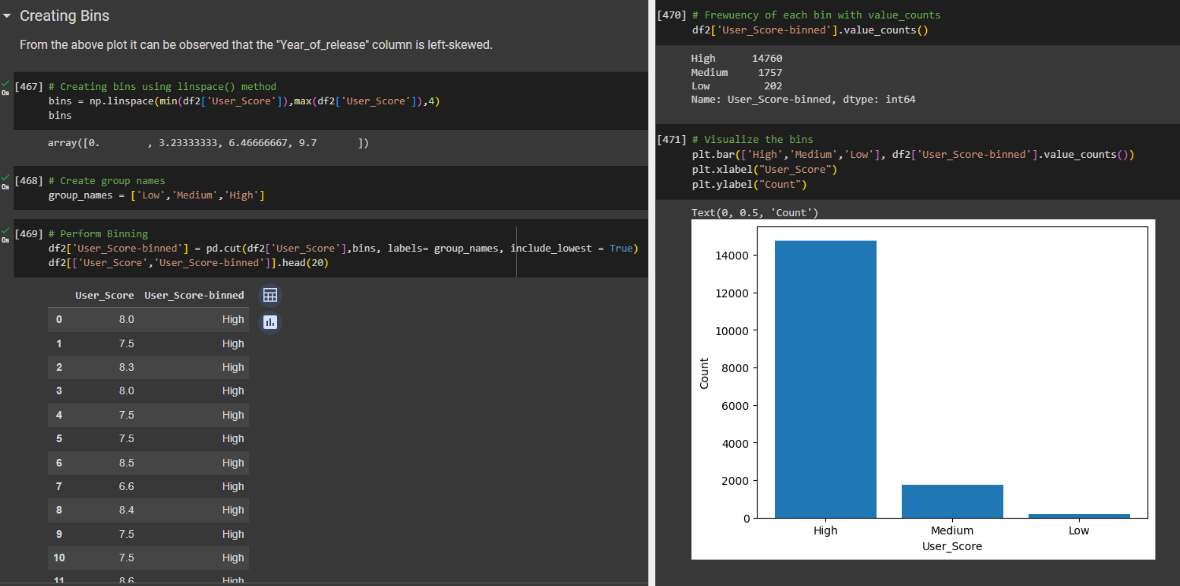 Creating Bins
From the above plot it can be observed that the "Year_of_release" column is left-skewed.
0s
[467] # Creating bins using linspace() method
bins = np.linspace(min(df2['User_Score']),max(df2['User_Score']),4)
bins
array([0.        , 3.23333333, 6.46666667, 9.7       ])
0s
[468] # Create group names
group_names = ['Low','Medium','High']
0s
[469] # Perform Binning
df2['User_Score-binned'] = pd.cut(df2['User_Score'],bins, labels= group_names, include_lowest = True)
df2[['User_Score','User_Score-binned']].head(20)
User_Score User_Score-binned
0 8.0 High
1 7.5 High
2 8.3 High
3 8.0 High
4 7.5 High
5 7.5 High
6 8.5 High
7 6.6 High
8 8.4 High
9 7.5 High
10 7.5 High
11 8.6 High
[470] # Frewuency of each bin with value_counts
df2['User_Score-binned'].value_counts()
High 14760
Medium 1757
Low 202
Name: User_Score-binned, dtype: int64
[471] # Visualize the bins
plt.bar(['High','Medium','Low'], df2['User_Score-binned'].value_counts())
plt.xlabel("User_Score")
plt.ylabel("Count")
Text(0, 0.5, 'Count')
14000
12000
10000
8000
6000
4000
2000
0
Count
High Medium Low
User_Score